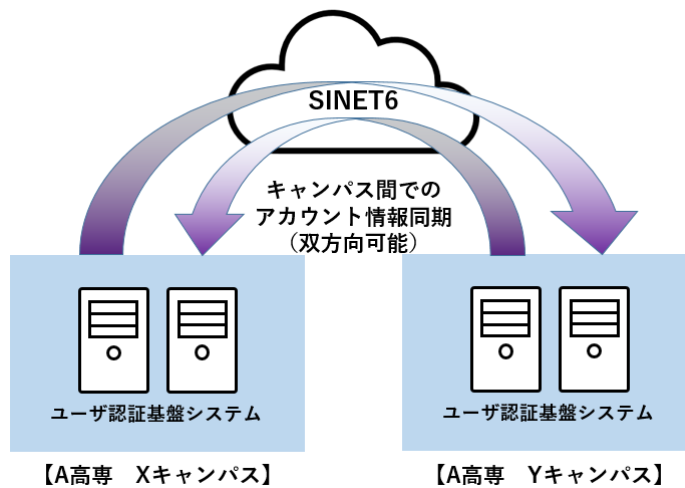 SINET6
キャンパス間での
アカウント情報同期
（双方向可能）
ユーザ認証基盤システム
ユーザ認証基盤システム
【A高専　Xキャンパス】
【A高専　Yキャンパス】